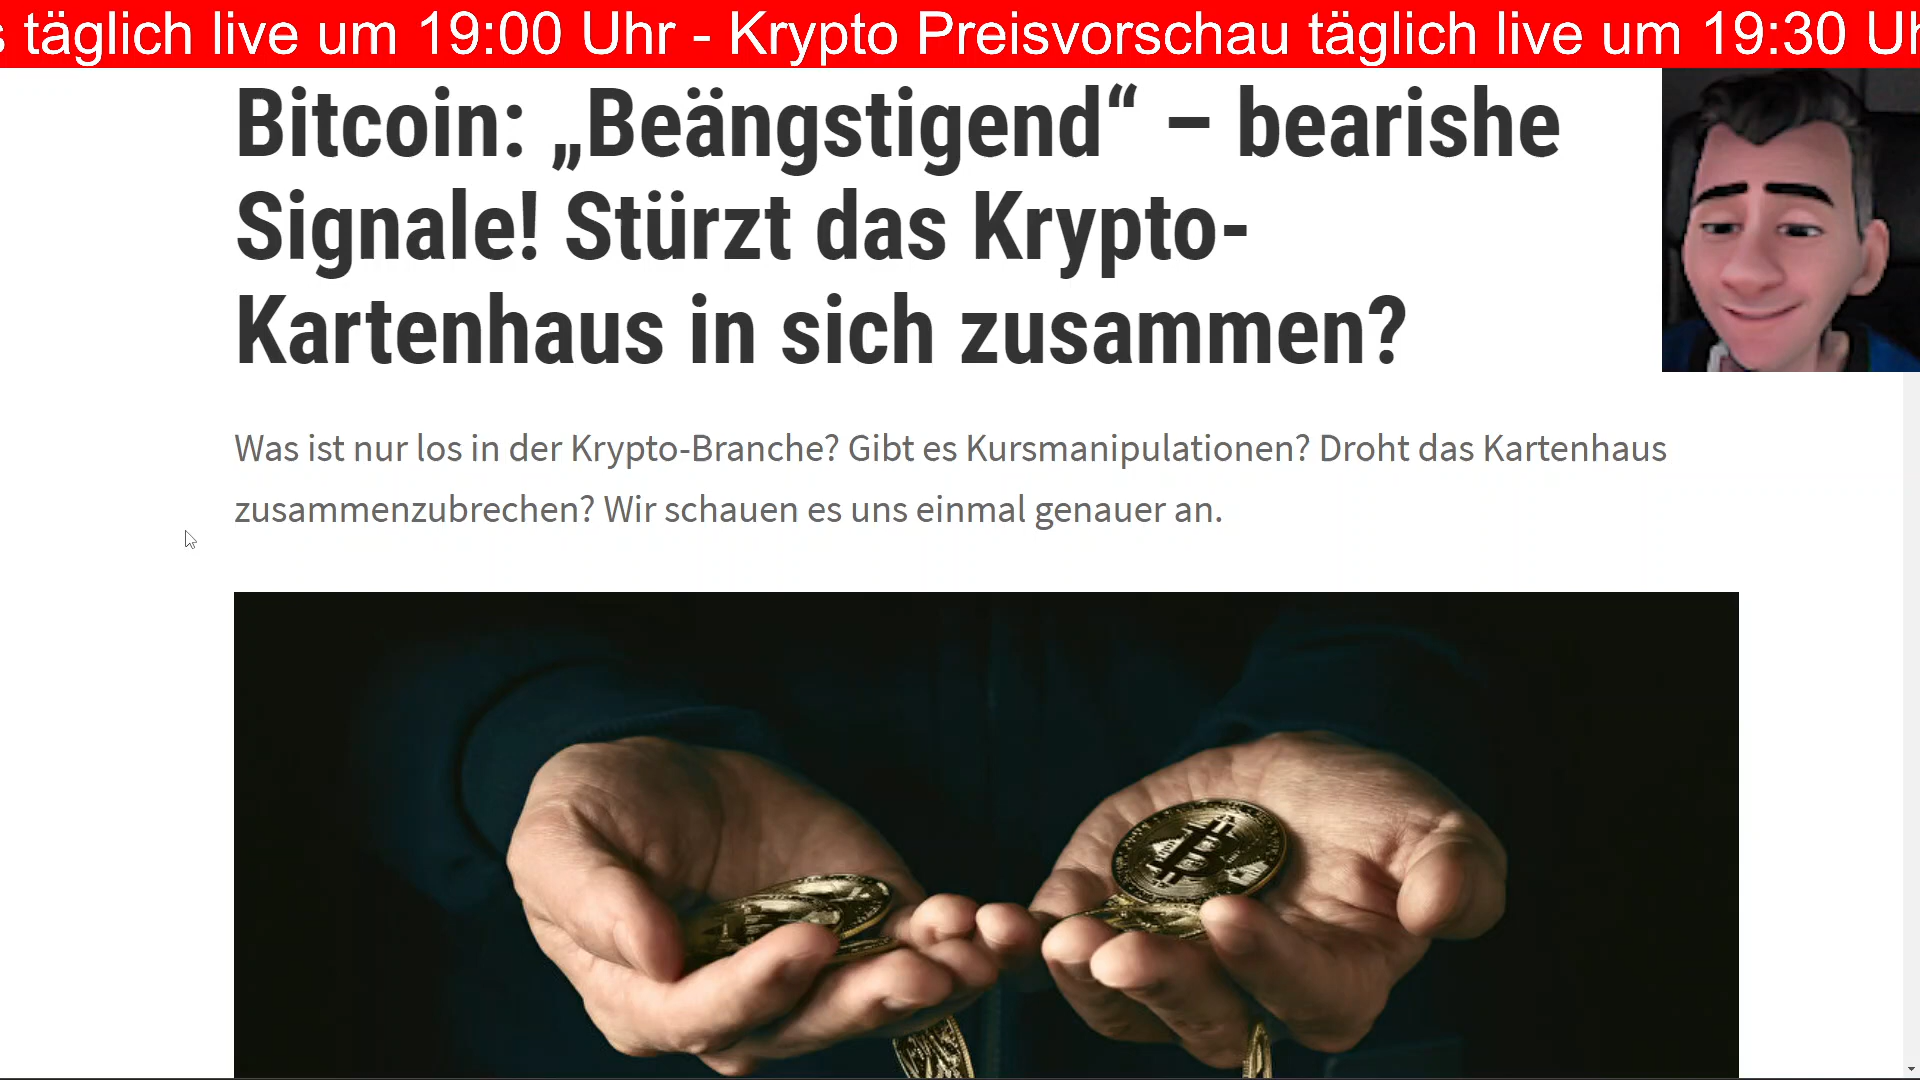 täglich live um 19:00 Uhr - Krypto Preisvorschau täglich live um 19:30
Bitcoin: „Beängstigend“ – bearishe
Signale! Stürzt das Krypto-
Kartenhaus in sich zusammen?
Was ist nur los in der Krypto-Branche? Gibt es Kursmanipulationen? Droht das Kartenhaus
zusammenzubrechen? Wir schauen es uns einmal genauer an.